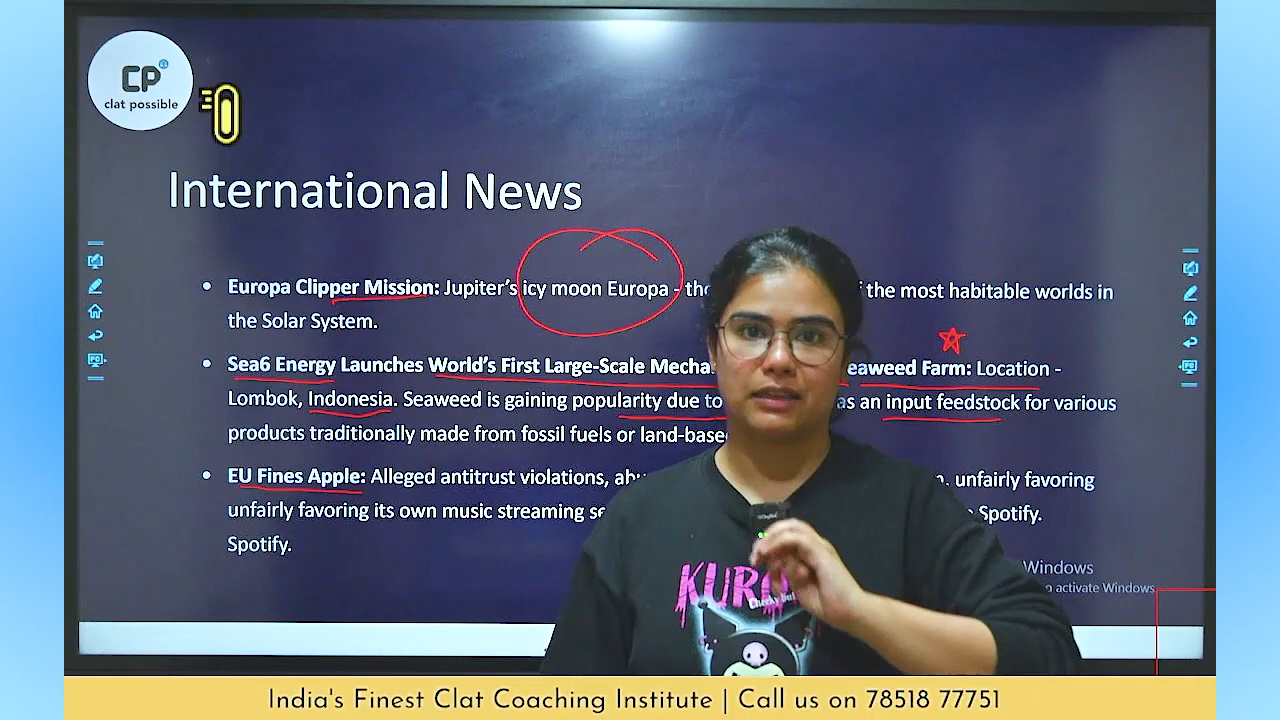 CP
clat possible
International News
• Europa Clipper Mission: Jupiter's icy moon Europa - the f the most habitable worlds in
the Solar System.
• Sea6 Energy Launches World's First Large-Scale Mecha eaweed Farm: Location -
Lombok, Indonesia. Seaweed is gaining popularity due to as an input feedstock for various
products traditionally made from fossil fuels or land-base
• EU Fines Apple: Alleged antitrust violations, abu unfairly favoring
unfairly favoring its own music streaming se Spotify.
Spotify.
Windows
o activate Windows
KURO
Cheeky but
India's Finest Clat Coaching Institute | Call us on 78518 77751